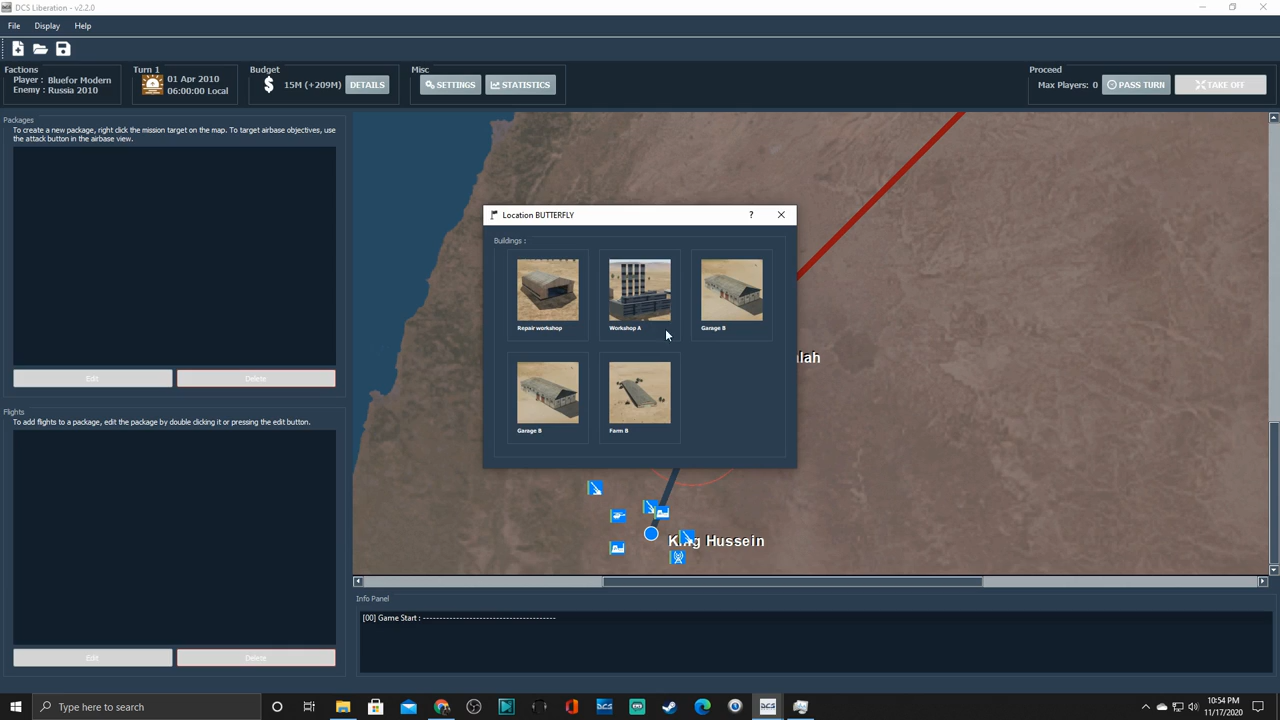 DCS Liberation - v2.2.0
File Display Help
Factions
Player : Bluefor Modern
Enemy : Russia 2010
Turn 1
01 Apr 2010
06:00:00 Local
Budget
$ 15M (+209M) DETAILS
Misc
SETTINGS STATISTICS
Proceed
Max Players: 0 PASS TURN TAKE OFF
Packages
To create a new package, right click the mission target on the map. To target airbase objectives, use
the attack button in the airbase view.
Edit Delete
Flights
To add flights to a package, edit the package by double clicking it or pressing the edit button.
Edit Delete
Location BUTTERFLY ?
Buildings :
Repair workshop
Workshop A
Garage B
Garage B
Farm B
King Hussein
Info Panel
[00] Game Start : ----------------------------------------
Type here to search
10:54 PM
11/17/2020